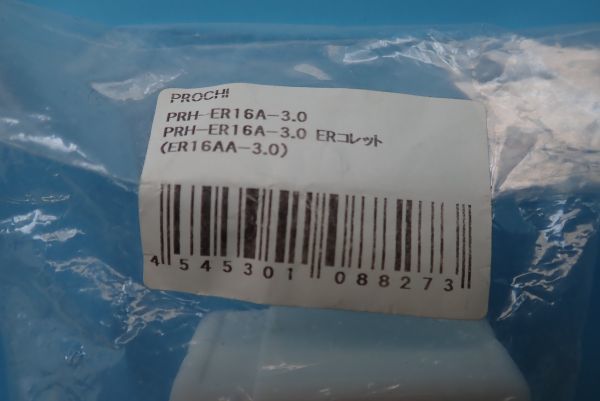 PROCHI
PRH-ER16A-3.0
PRH-ER16A-3.0 ERコレット
(ER16AA-3.0)
4 545301 088273